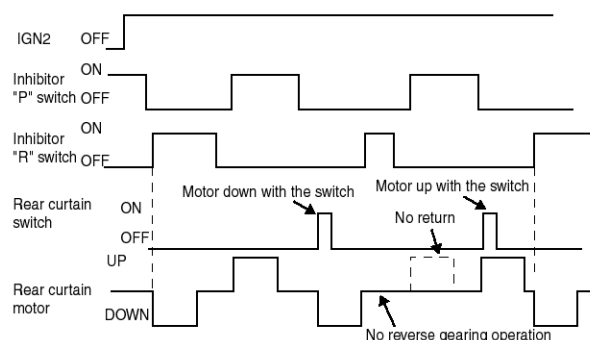 IGN2 OFF
Inhibitor ON
"P" switch OFF
Inhibitor ON
"R" switch OFF
Motor down with the switch
Motor up with the switch
Rear curtain ON
switch
No return
OFF
UP
Rear curtain
motor
DOWN
No reverse gearing operation